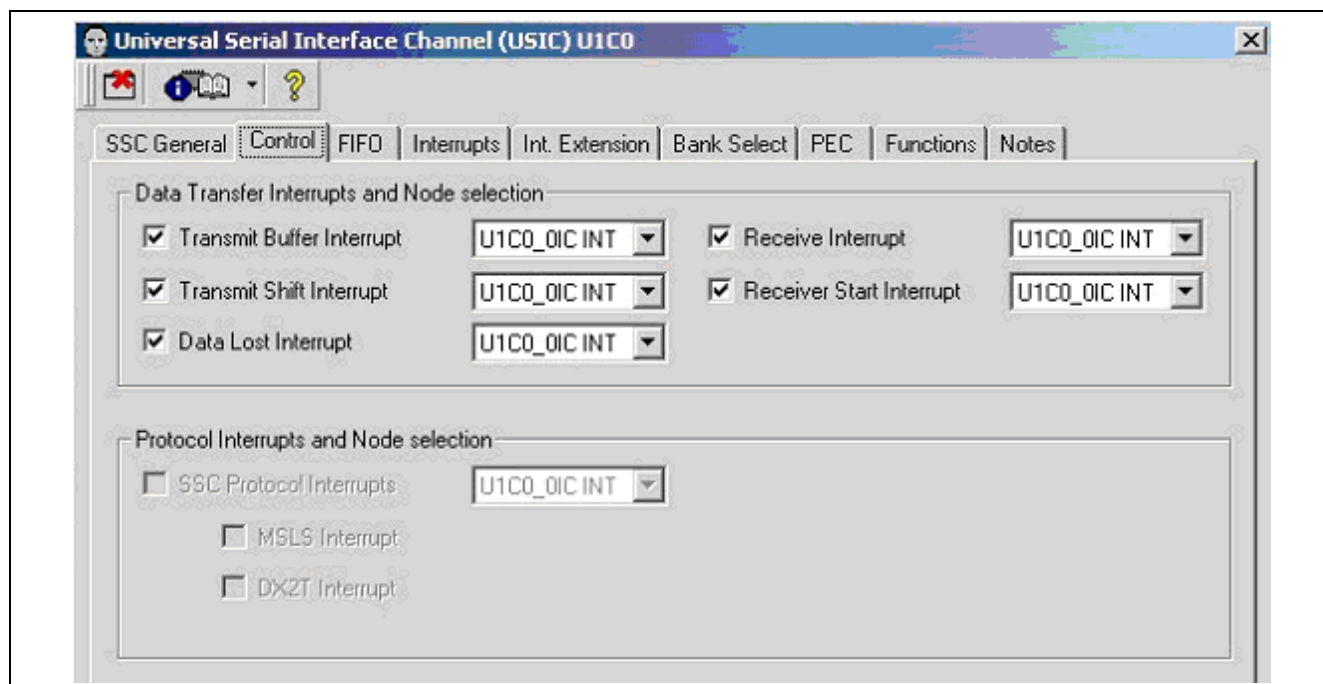 Universal Serial Interface Channel (USIC) U1C0
SSC General Control FIFO Interrupts Int. Extension Bank Select PEC Functions Notes
Data Transfer Interrupts and Node selection
Transmit Buffer Interrupt U1C0_0IC INT Receive Interrupt U1C0_0IC INT
Transmit Shift Interrupt U1C0_0IC INT Receiver Start Interrupt U1C0_0IC INT
Data Lost Interrupt U1C0_0IC INT
Protocol Interrupts and Node selection
SSC Protocol Interrupts U1C0_0IC INT
MSLS Interrupt
DX2T Interrupt